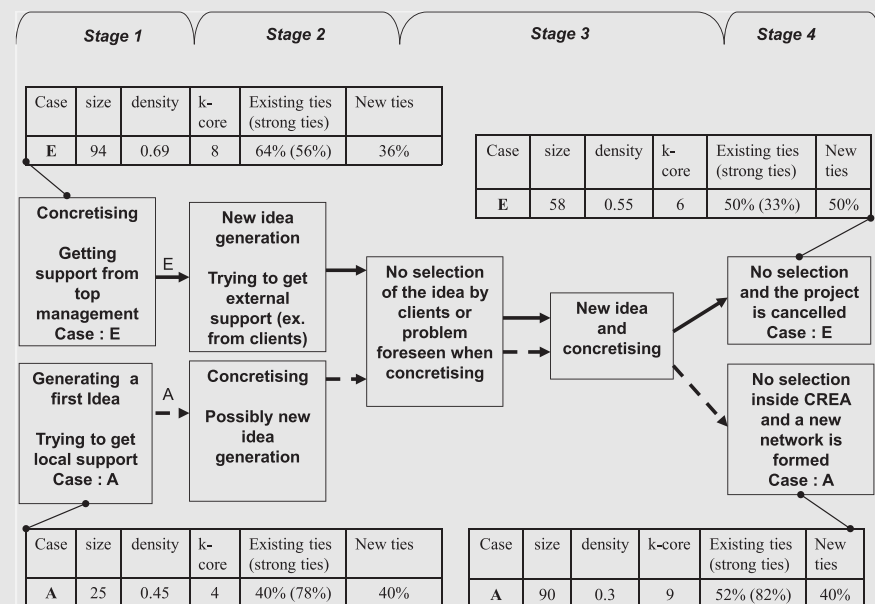 Stage 1 Stage 2 Stage 3 Stage 4
Case size density k- Existing ties New ties
core (strong ties)
E 94 0.69 8 64% (56%) 36%
Case size density k- Existing ties New
core (strong ties) ties
E 58 0.55 6 50% (33%) 50%
Concretising
Getting
support from
top
management
Case : E
E
New idea
generation
Trying to get
external
support (ex.
from clients)
No selection
of the idea by
clients or
problem
foreseen when
concretising
New idea
and
concretising
No selection
and the project
is cancelled
Case : E
Generating a
first Idea
Trying to get
local support
Case : A
A
Concretising
Possibly new
idea
generation
No selection
inside CREA
and a new
network is
formed
Case : A
Case size density k- Existing ties New ties
core (strong ties)
A 25 0.45 4 40% (78%) 40%
Case size density k-core Existing ties New
(strong ties) ties
A 90 0.3 9 52% (82%) 40%